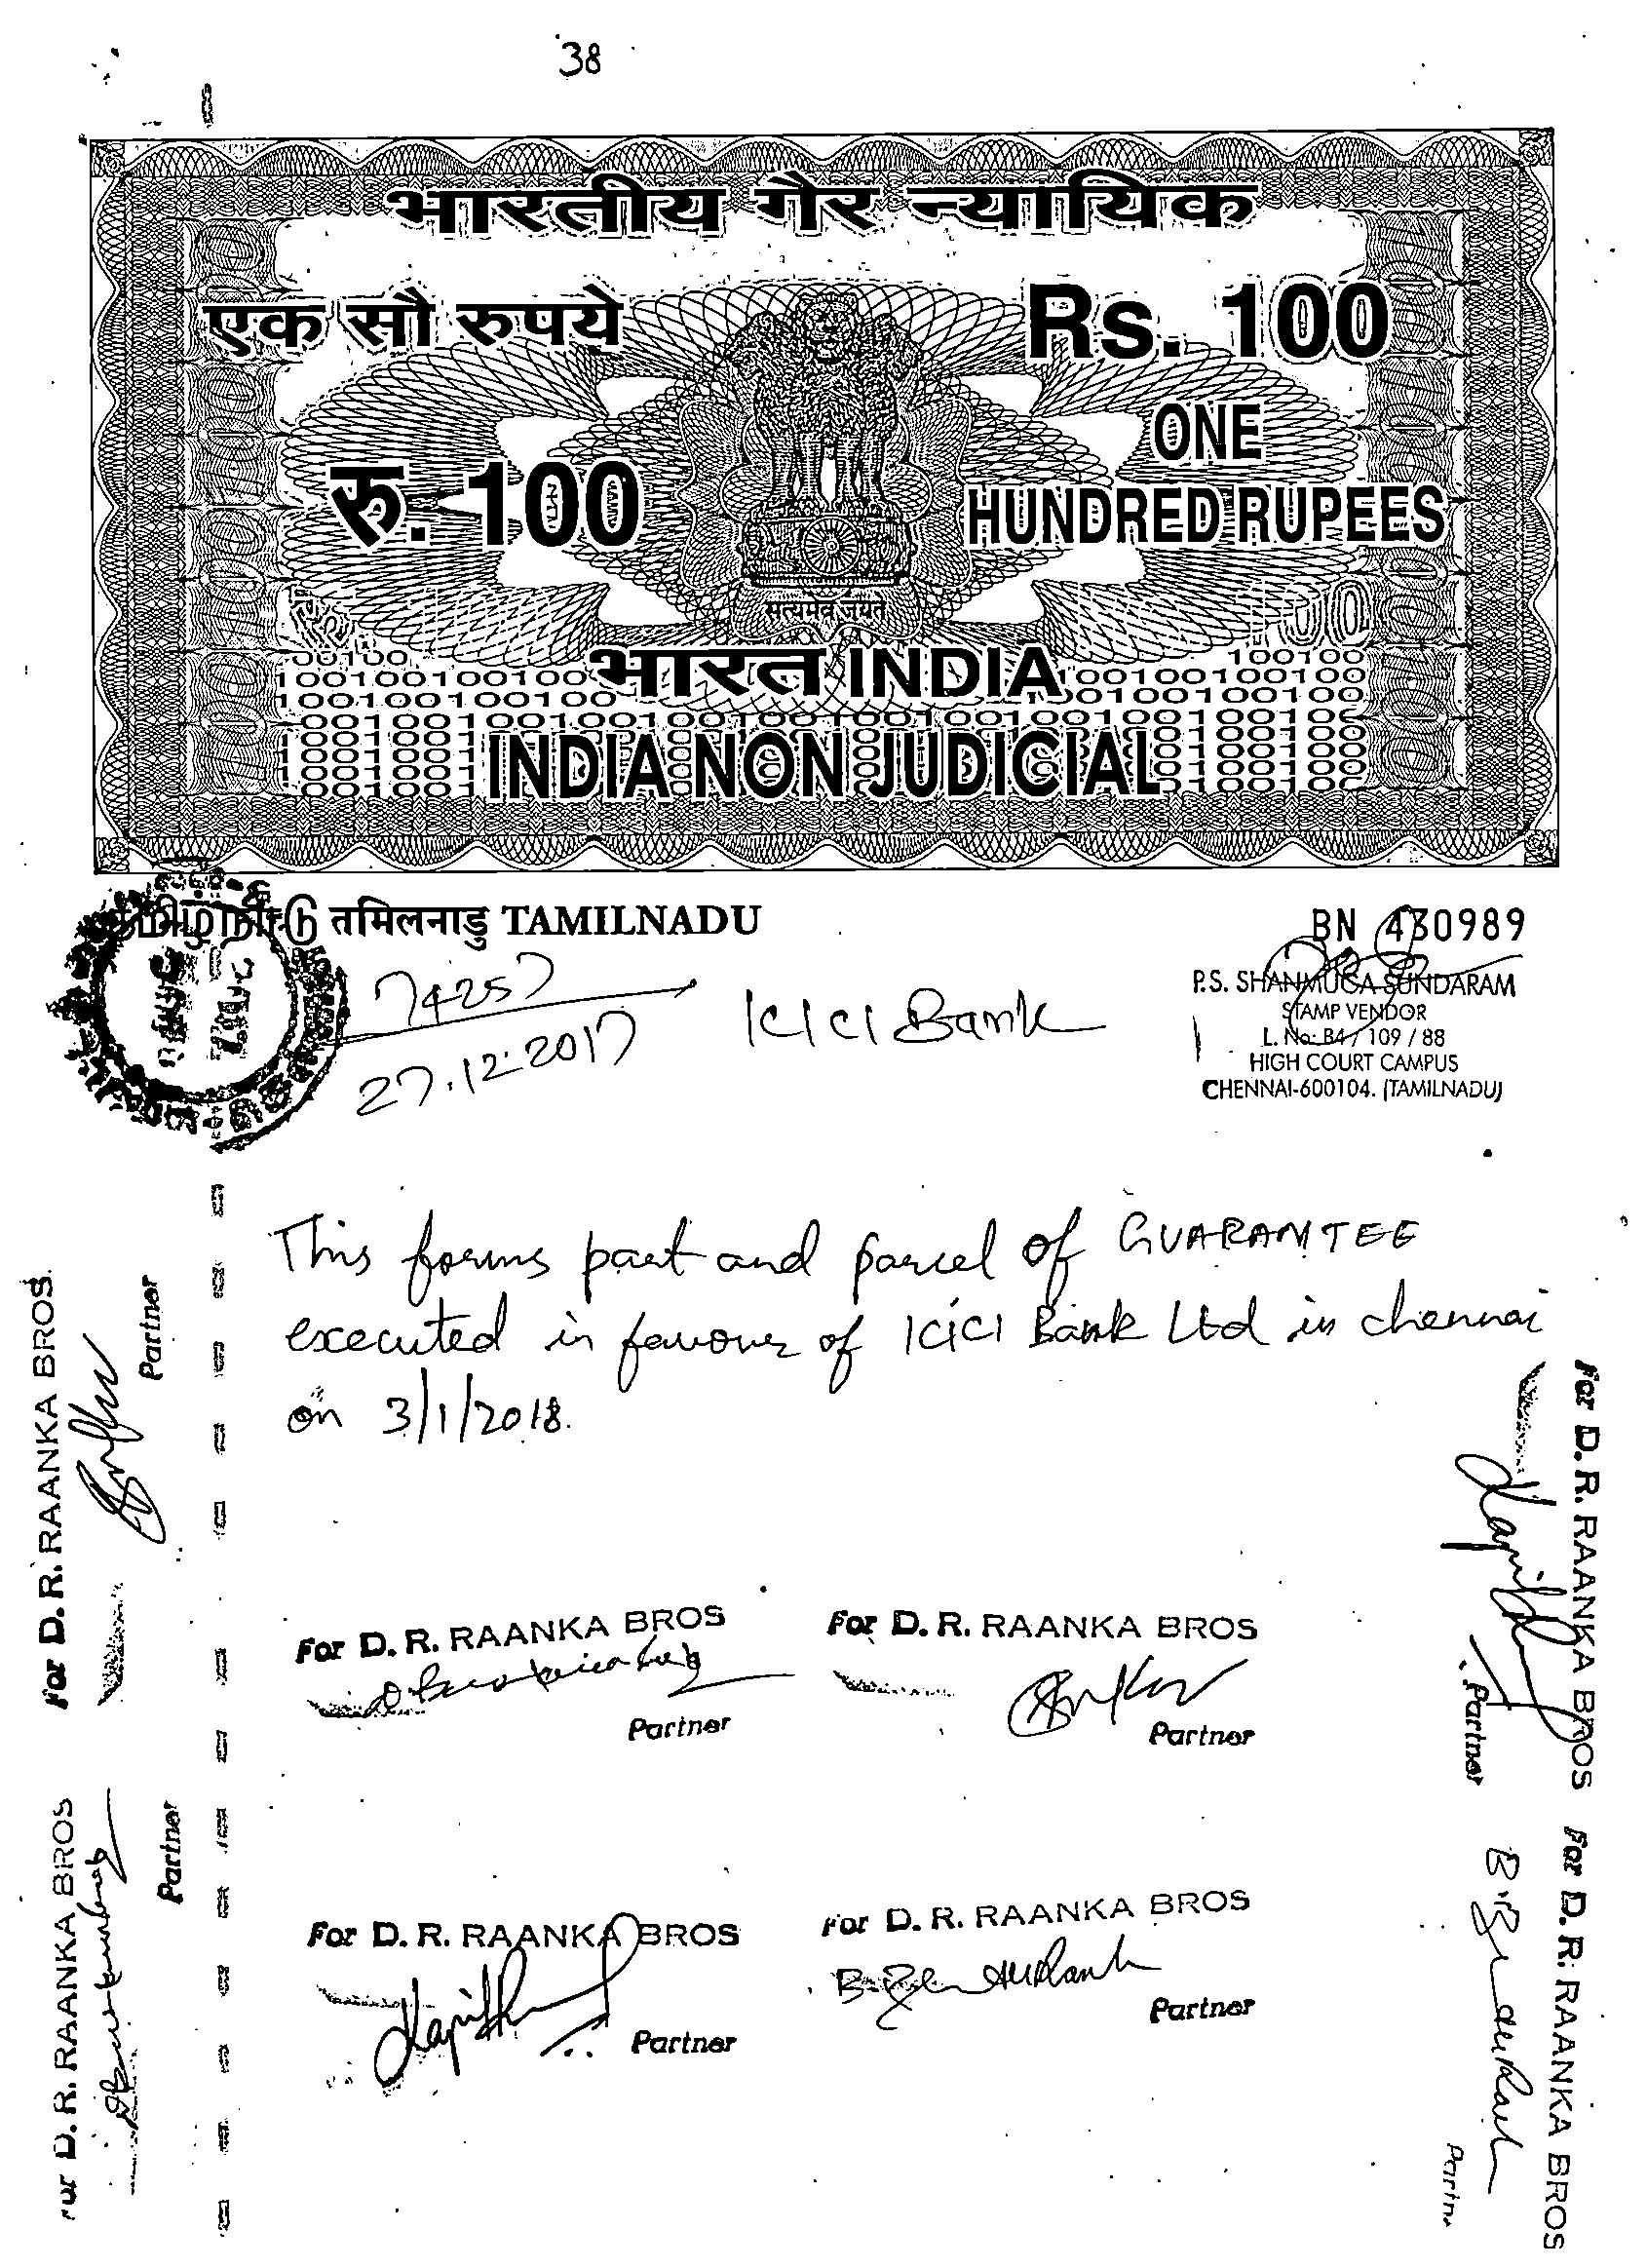 38
भारतीय गैर न्यायिक
एक सौ रुपये
Rs. 100
रु. 100
ONE
HUNDRED RUPEES
सत्यमेव जयते
भारत INDIA
INDIA NON JUDICIAL
தமிழ்நாடு तमिलनाडु TAMILNADU
BN 430989
74257
27.12.2017
ICICI Bank
P.S. SHANMUGA SUNDARAM
STAMP VENDOR
L. No: B4 / 109 / 88
HIGH COURT CAMPUS
CHENNAI-600104. (TAMILNADU)
This forms part and parcel of GUARANTEE
executed in favour of ICICI Bank Ltd in chennai
on 3/1/2018.
For D. R. RAANKA BROS
Partner
For D. R. RAANKA BROS
Partner
For D. R. RAANKA BROS
Partner
For D. R. RAANKA BROS
Partner
For D. R. RAANKA BROS.
Partner
For D. R. RAANKA BROS
Partner
For D. R. RAANKA BROS
Partner
For D. R. RAANKA BROS